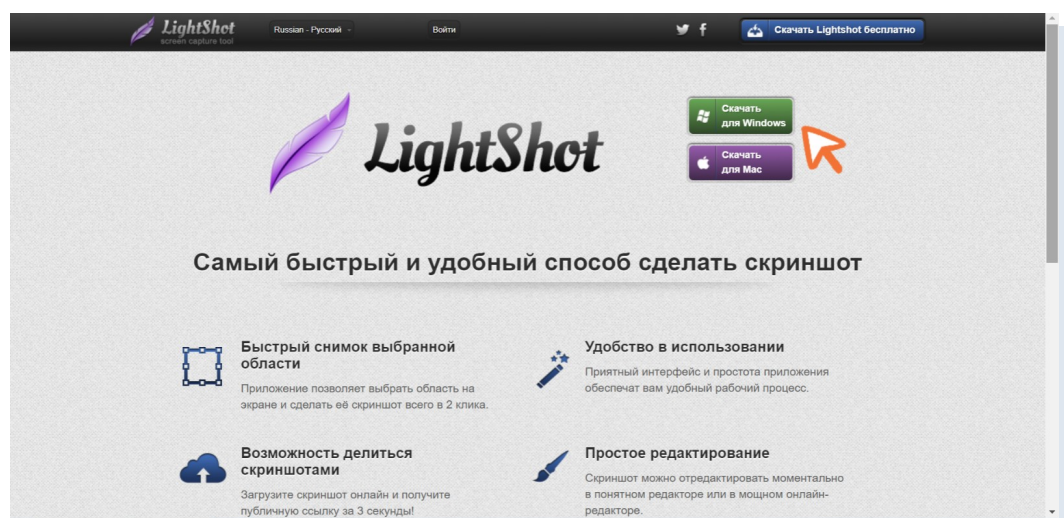 LightShot
screen capture tool
Russian - Русский
Войти
Скачать Lightshot бесплатно
LightShot
Скачать
для Windows
Скачать
для Mac
Самый быстрый и удобный способ сделать скриншот
Быстрый снимок выбранной
области
Приложение позволяет выбрать область на
экране и сделать её скриншот всего в 2 клика.
Удобство в использовании
Приятный интерфейс и простота приложения
обеспечат вам удобный рабочий процесс.
Возможность делиться
скриншотами
Загрузите скриншот онлайн и получите
публичную ссылку за 3 секунды!
Простое редактирование
Скриншот можно отредактировать моментально
в понятном редакторе или в мощном онлайн-
редакторе.